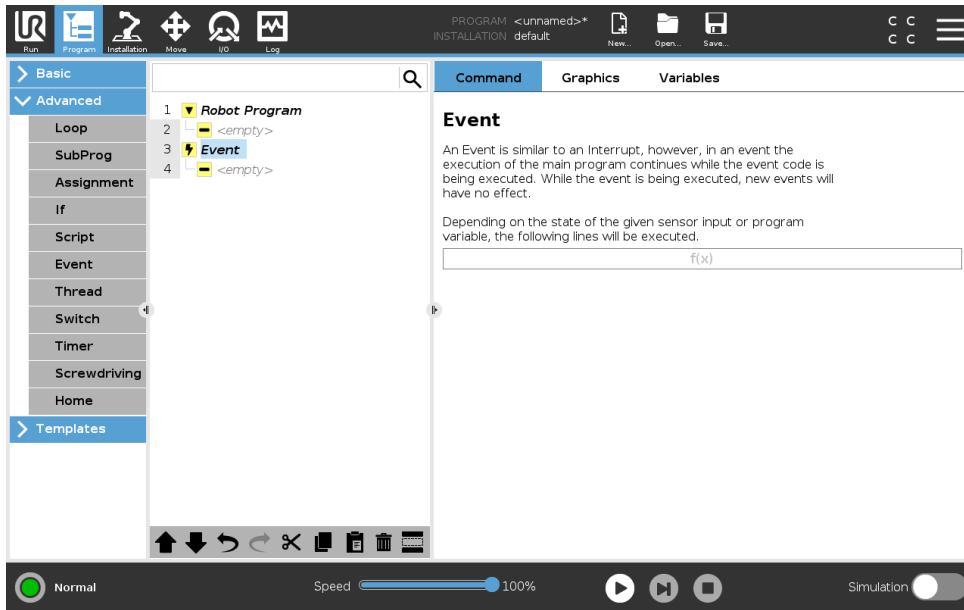 PROGRAM <unnamed>*
INSTALLATION default
UR
Run
Program
Installation
Move
I/O
Log
New...
Open...
Save...
C C
C C
Basic
Advanced
Loop
SubProg
Assignment
If
Script
Event
Thread
Switch
Timer
Screwdriving
Home
Templates
1 Robot Program
2 <empty>
3 Event
4 <empty>
Command Graphics Variables
Event
An Event is similar to an Interrupt, however, in an event the
execution of the main program continues while the event code is
being executed. While the event is being executed, new events will
have no effect.
Depending on the state of the given sensor input or program
variable, the following lines will be executed.
f(x)
Normal
Speed 100%
Simulation